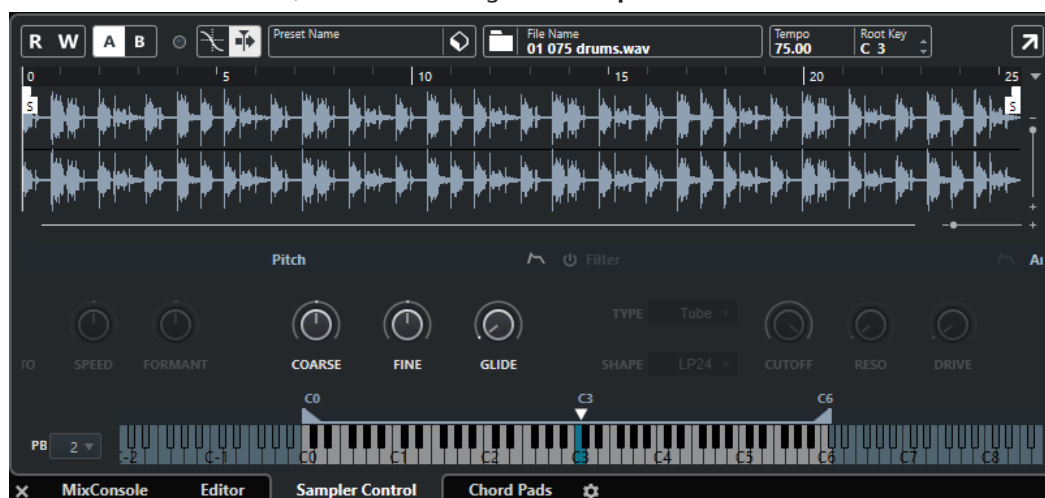 R W A B Preset Name File Name Tempo Root Key
01 075 drums.wav 75.00 C 3
0 5 10 15 20 25
S S
Pitch Filter
TYPE Tube
SPEED FORMANT COARSE FINE GLIDE SHAPE LP24 CUTOFF RESO DRIVE
C0 C3 C6
PB 2 C-1 C0 C1 C2 C3 C4 C5 C6 C7 C8
MixConsole Editor Sampler Control Chord Pads